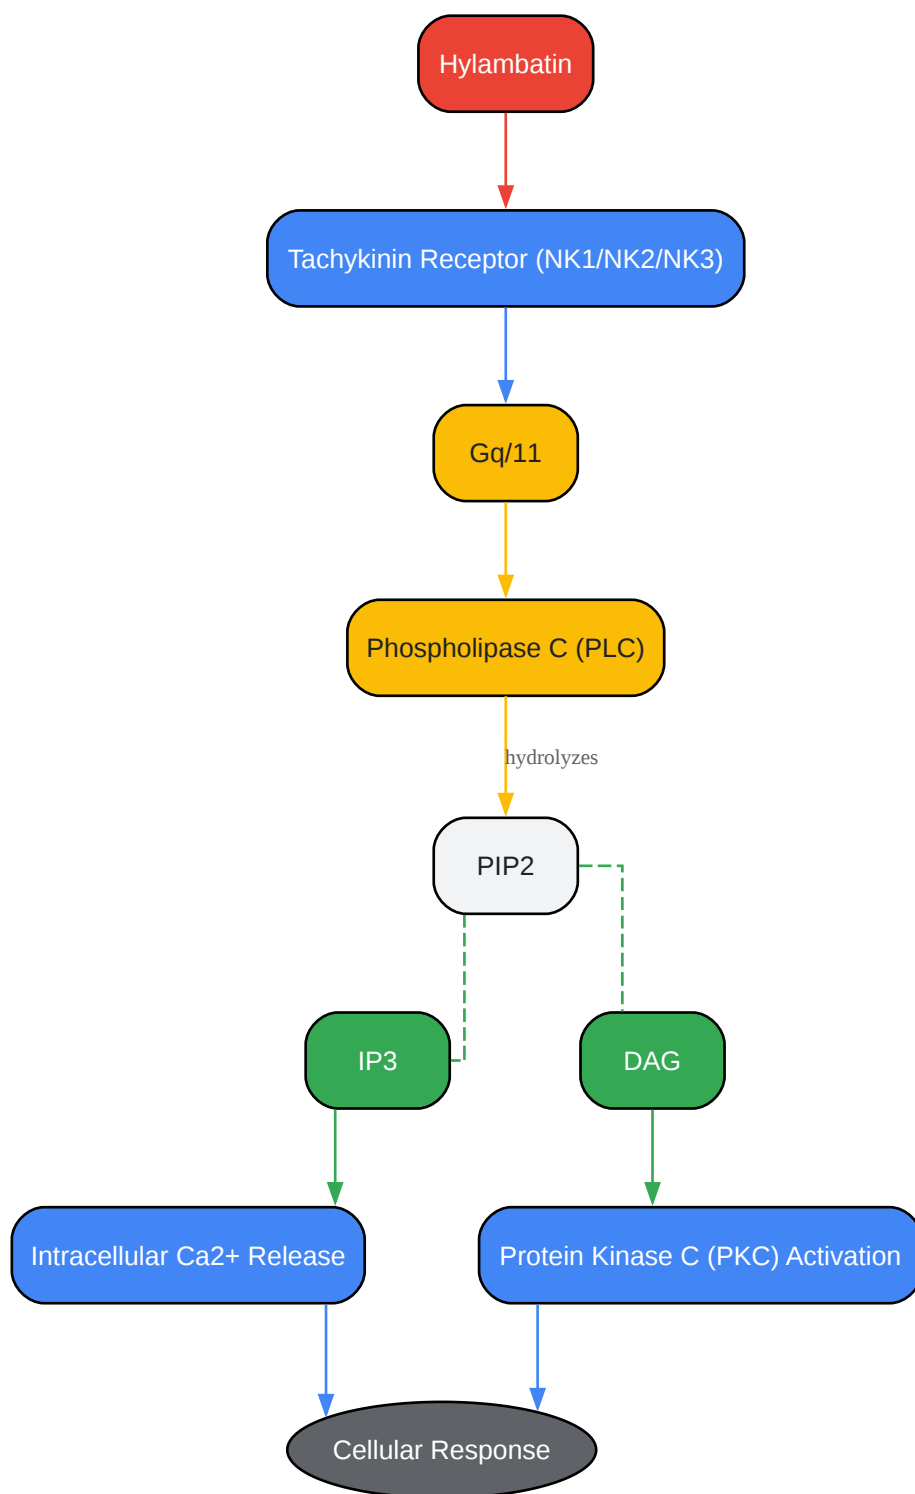 Hylambatin
Tachykinin Receptor (NK1/NK2/NK3)
Gq/11
Phospholipase C (PLC)
hydrolyzes
PIP2
IP3
DAG
Intracellular Ca2+ Release
Protein Kinase C (PKC) Activation
Cellular Response